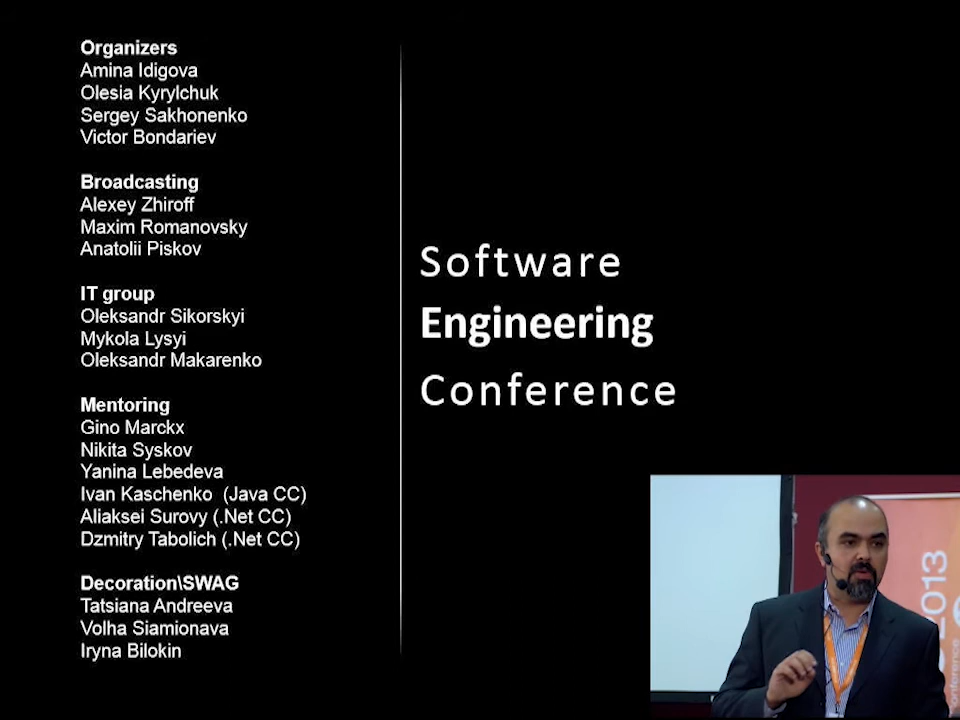 Organizers
Amina Idigova
Olesia Kyrylchuk
Sergey Sakhonenko
Victor Bondariev
Broadcasting
Alexey Zhiroff
Maxim Romanovsky
Anatolii Piskov
IT group
Oleksandr Sikorskyi
Mykola Lysyi
Oleksandr Makarenko
Mentoring
Gino Marckx
Nikita Syskov
Yanina Lebedeva
Ivan Kaschenko  (Java CC)
Aliaksei Surovy (.Net CC)
Dzmitry Tabolich (.Net CC)
Decoration\SWAG
Tatsiana Andreeva
Volha Siamionava
Iryna Bilokin
Software
Engineering
Conference
2013